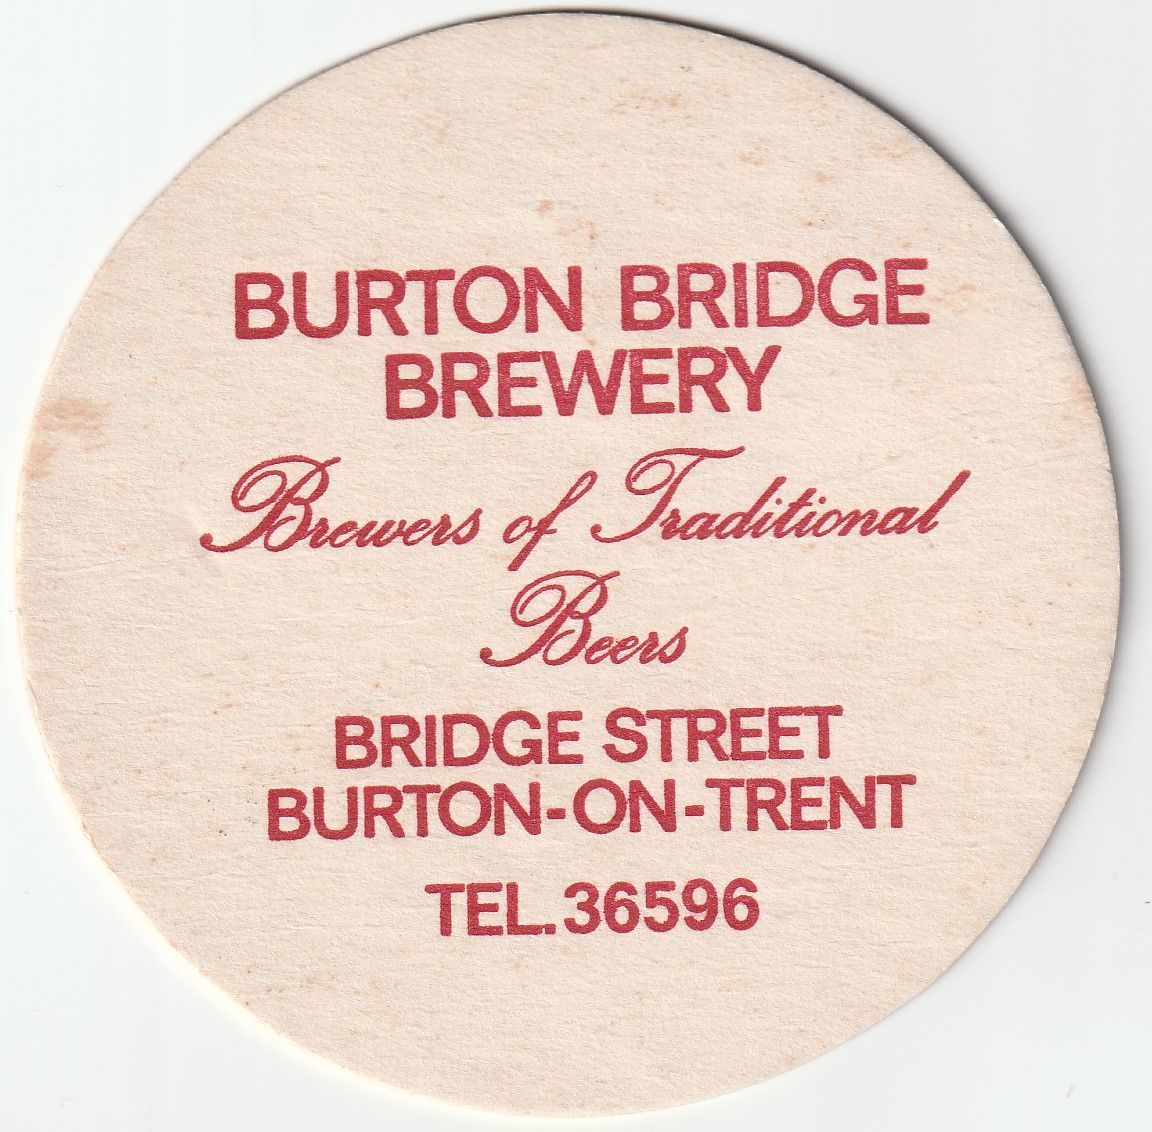 BURTON BRIDGE
BREWERY
Brewers of Traditional
Beers
BRIDGE STREET
BURTON-ON-TRENT
TEL.36596